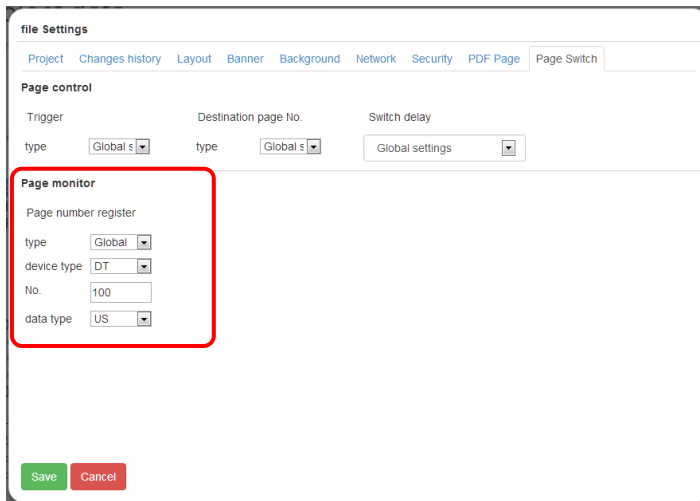 file Settings
Project Changes history Layout Banner Background Network Security PDF Page Page Switch
Page control
Trigger Destination page No. Switch delay
type Global s type Global s Global settings
Page monitor
Page number register
type Global
device type DT
No. 100
data type US
Save Cancel